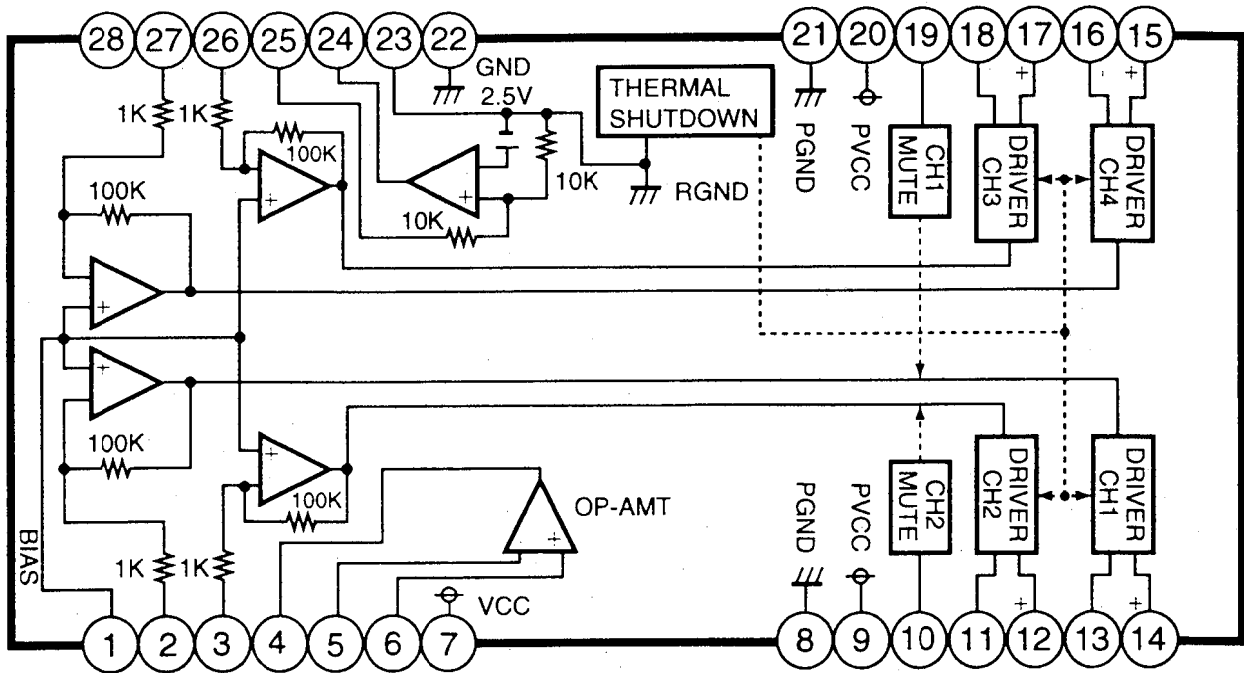 28 27 26 25 24 23 22 21 20 19 18 17 16 15
GND
2.5V
THERMAL
SHUTDOWN
1K 1K
100K
10K
RGND
PGND
PVCC
CH1
MUTE
DRIVER
CH3
DRIVER
CH4
+ - +
100K
+
+
10K
+
+
100K
+
100K
OP-AMT
+
PGND
PVCC
CH2
MUTE
DRIVER
CH2
DRIVER
CH1
BIAS
1K 1K
VCC
+ +
1 2 3 4 5 6 7 8 9 10 11 12 13 14